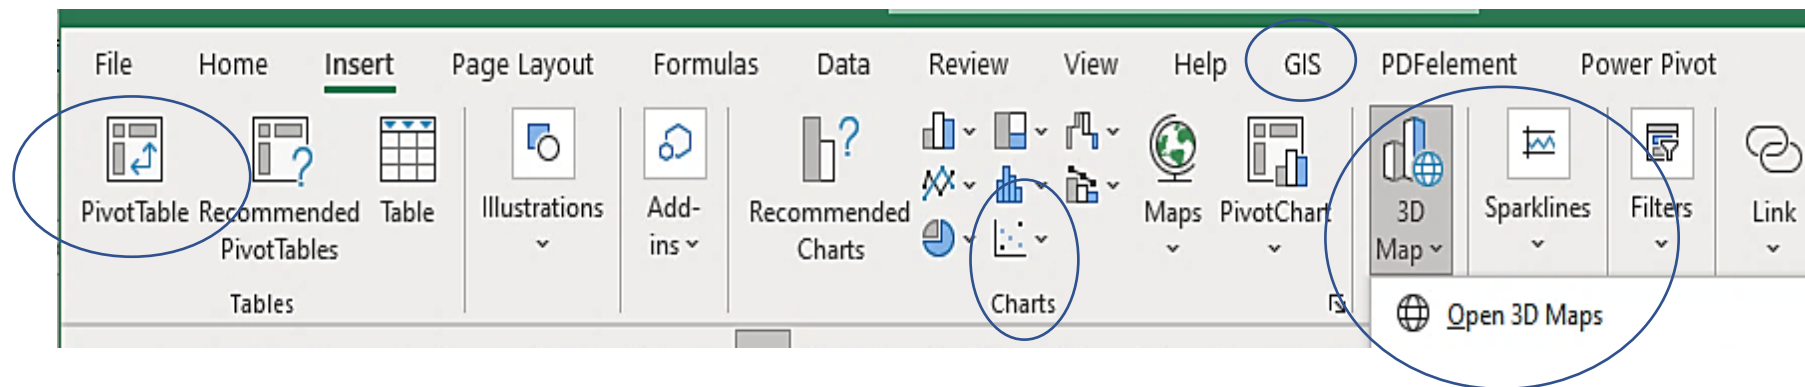 File Home Insert Page Layout Formulas Data Review View Help GIS PDFelement Power Pivot
PivotTable Recommended PivotTables Table Illustrations Add-ins Recommended Charts Maps PivotChart 3D Map Sparklines Filters Link
Tables Charts
Open 3D Maps